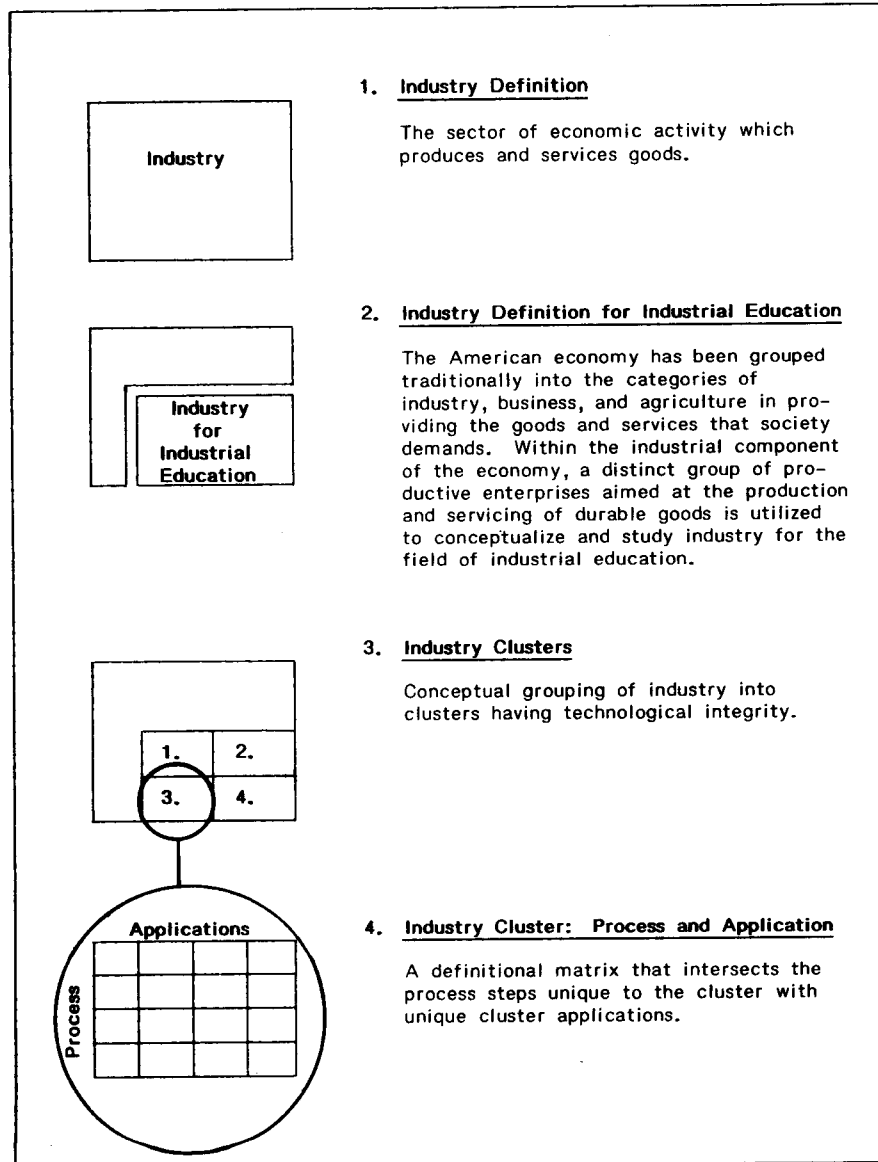 1. Industry Definition
Industry
The sector of economic activity which
produces and services goods.
2. Industry Definition for Industrial Education
Industry
for
Industrial
Education
The American economy has been grouped
traditionally into the categories of
industry, business, and agriculture in pro-
viding the goods and services that society
demands. Within the industrial component
of the economy, a distinct group of pro-
ductive enterprises aimed at the production
and servicing of durable goods is utilized
to conceptualize and study industry for the
field of industrial education.
3. Industry Clusters
Conceptual grouping of industry into
clusters having technological integrity.
1. 2.
3. 4.
4. Industry Cluster: Process and Application
Applications
Process
A definitional matrix that intersects the
process steps unique to the cluster with
unique cluster applications.